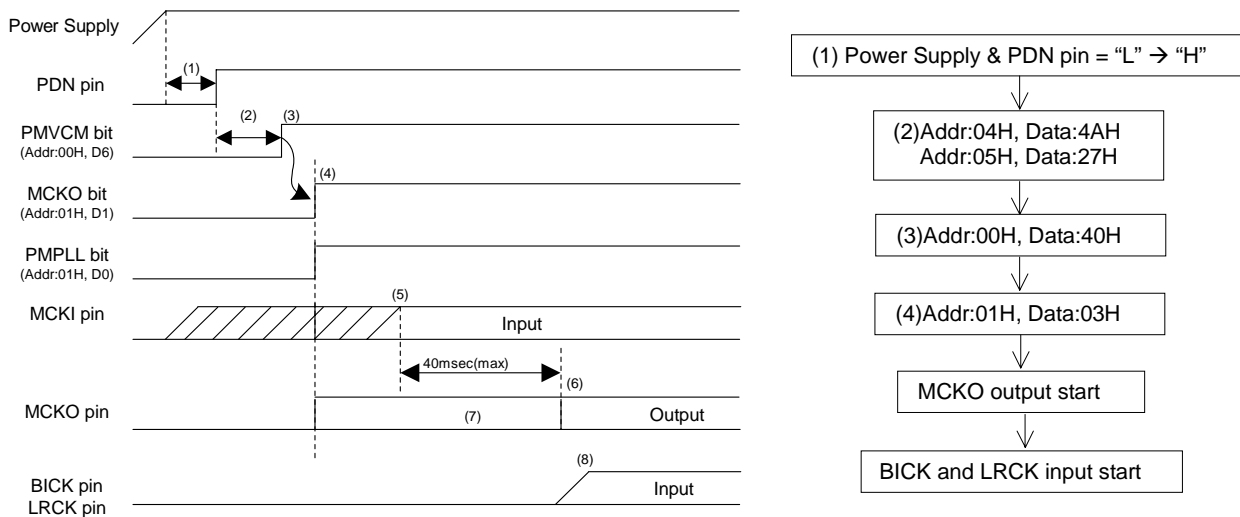 Power Supply
(1)
PDN pin
(2)
(3)
PMVCM bit
(Addr:00H, D6)
(4)
MCKO bit
(Addr:01H, D1)
PMPLL bit
(Addr:01H, D0)
(5)
MCKI pin
Input
40msec(max)
(6)
MCKO pin
(7)
Output
(8)
BICK pin
LRCK pin
Input
(1) Power Supply & PDN pin = “L” → “H”
(2)Addr:04H, Data:4AH
Addr:05H, Data:27H
(3)Addr:00H, Data:40H
(4)Addr:01H, Data:03H
MCKO output start
BICK and LRCK input start